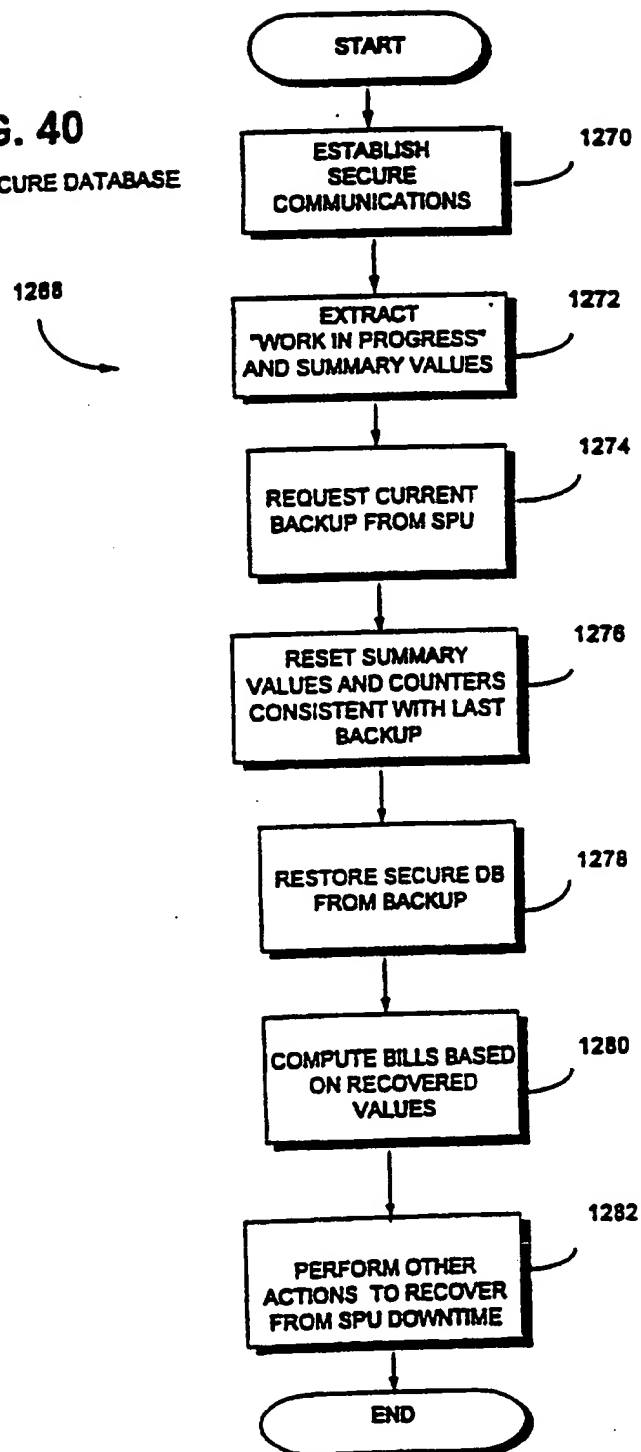 START
G. 40
CURE DATABASE
1270
ESTABLISH
SECURE
COMMUNICATIONS
1268
1272
EXTRACT
"WORK IN PROGRESS"
AND SUMMARY VALUES
1274
REQUEST CURRENT
BACKUP FROM SPU
1276
RESET SUMMARY
VALUES AND COUNTERS
CONSISTENT WITH LAST
BACKUP
1278
RESTORE SECURE DB
FROM BACKUP
1280
COMPUTE BILLS BASED
ON RECOVERED
VALUES
1282
PERFORM OTHER
ACTIONS TO RECOVER
FROM SPU DOWNTIME
END